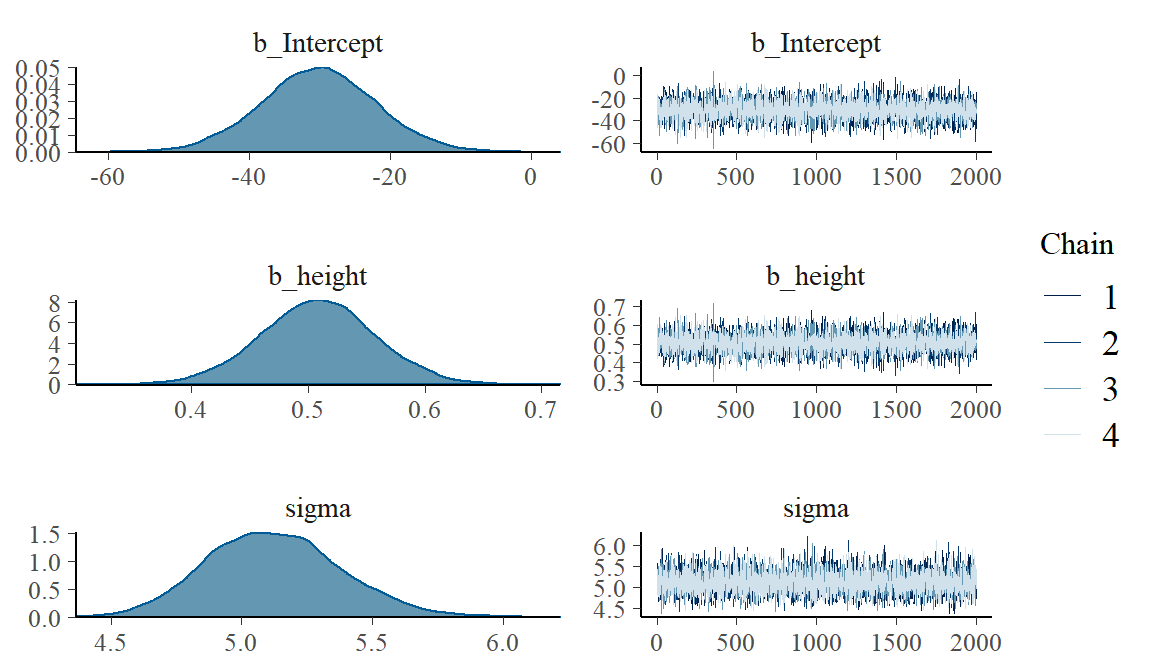 b_Intercept
0.05
0.04
0.03
0.02
0.01
0.00
-60 -40 -20 0
b_Intercept
0
-20
-40
-60
0 500 1000 1500 2000
b_height
8
6
4
2
0
0.4 0.5 0.6 0.7
b_height
0.7
0.6
0.5
0.4
0.3
0 500 1000 1500 2000
sigma
1.5
1.0
0.5
0.0
4.5 5.0 5.5 6.0
sigma
6.0
5.5
5.0
4.5
0 500 1000 1500 2000
Chain
1
2
3
4